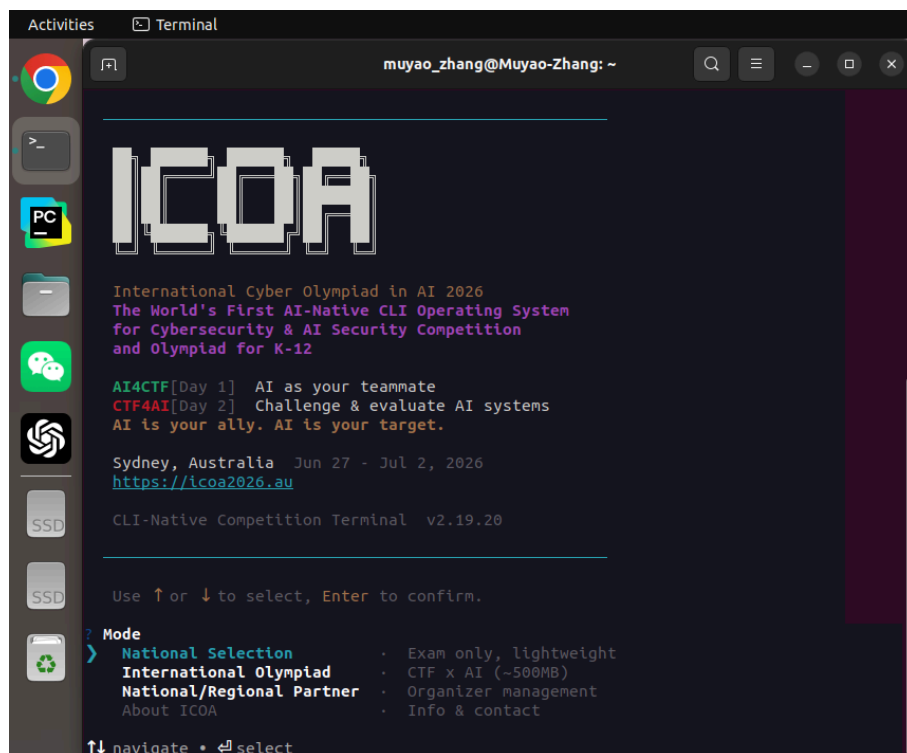 Activities
Terminal
muyao_zhang@Muyao-Zhang: ~
ICOA
International Cyber Olympiad in AI 2026
The World's First AI-Native CLI Operating System
for Cybersecurity & AI Security Competition
and Olympiad for K-12
AI4CTF[Day 1] AI as your teammate
CTF4AI[Day 2] Challenge & evaluate AI systems
AI is your ally. AI is your target.
Sydney, Australia Jun 27 - Jul 2, 2026
https://icoa2026.au
CLI-Native Competition Terminal v2.19.20
Use ↑ or ↓ to select, Enter to confirm.
? Mode
❯ National Selection · Exam only, lightweight
International Olympiad · CTF x AI (~500MB)
National/Regional Partner · Organizer management
About ICOA · Info & contact
↑↓ navigate • ⏎ select
>_
PC
SSD
SSD